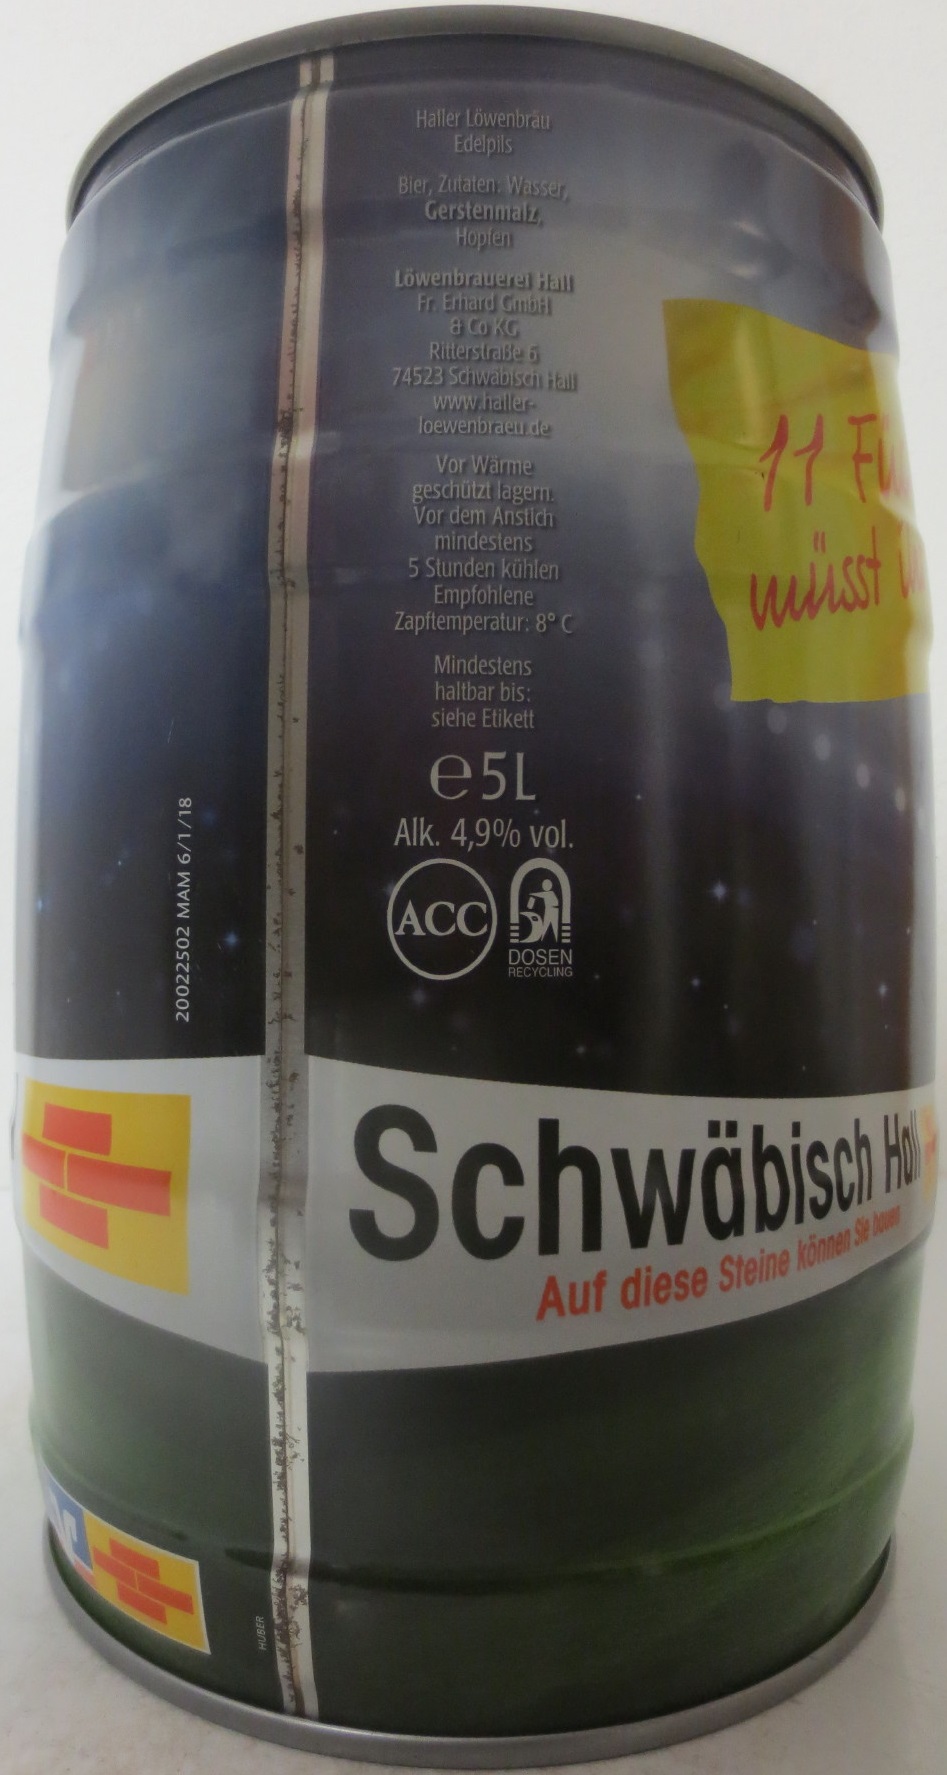 Haller Löwenbräu
Edelpils
Bier, Zutaten: Wasser,
Gerstenmalz,
Hopfen
Löwenbrauerei Hall
Fr. Erhard GmbH
& Co KG
Ritterstraße 6
74523 Schwäbisch Hall
www.haller-
loewenbraeu.de
Vor Wärme
geschützt lagern.
Vor dem Anstich
mindestens
5 Stunden kühlen
Empfohlene
Zapftemperatur: 8° C
Mindestens
haltbar bis:
siehe Etikett
e 5L
Alk. 4,9% vol.
ACC
DOSEN
RECYCLING
11
müsst
20022502 MAM 6/1/18
Schwäbisch Hall
Auf diese Steine können Sie bauen
HUBER